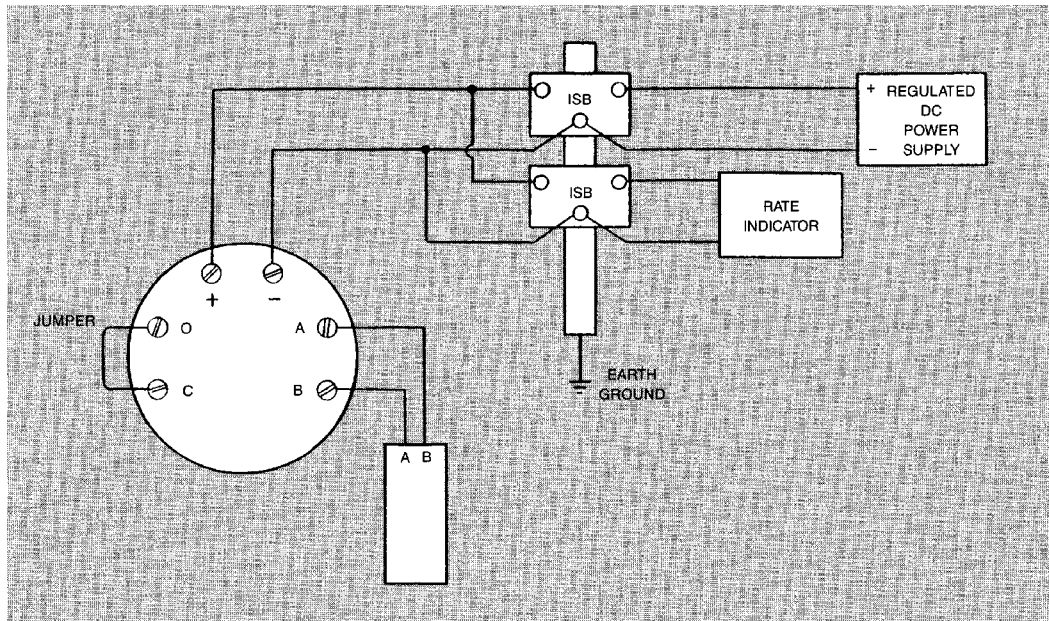 ISB
+ REGULATED
DC
POWER
− SUPPLY
ISB
RATE
INDICATOR
+ −
JUMPER
O
A
C
B
EARTH
GROUND
A B